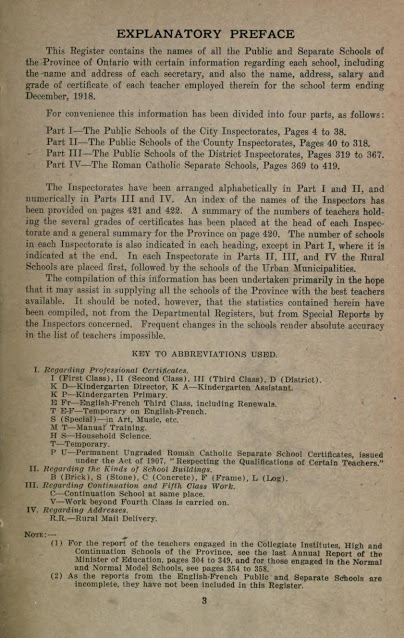 EXPLANATORY PREFACE
This Register contains the names of all the Public and Separate Schools of
the Province of Ontario with certain information regarding each school, including
the name and address of each secretary, and also the name, address, salary and
grade of certificate of each teacher employed therein for the school term ending
December, 1918.
For convenience this information has been divided into four parts, as follows:
Part I—The Public Schools of the City Inspectorates, Pages 4 to 38.
Part II—The Public Schools of the County Inspectorates, Pages 40 to 318.
Part III—The Public Schools of the District Inspectorates, Pages 319 to 367.
Part IV—The Roman Catholic Separate Schools, Pages 369 to 419.
The Inspectorates have been arranged alphabetically in Part I and II, and
numerically in Parts III and IV. An index of the names of the Inspectors has
been provided on pages 421 and 422. A summary of the numbers of teachers hold-
ing the several grades of certificates has been placed at the head of each Inspec-
torate and a general summary for the Province on page 420. The number of schools
in each Inspectorate is also indicated in each heading, except in Part I, where it is
indicated at the end. In each Inspectorate in Parts II, III, and IV the Rural
Schools are placed first, followed by the schools of the Urban Municipalities.
The compilation of this information has been undertaken primarily in the hope
that it may assist in supplying all the schools of the Province with the best teachers
available. It should be noted, however, that the statistics contained herein have
been compiled, not from the Departmental Registers, but from Special Reports by
the Inspectors concerned. Frequent changes in the schools render absolute accuracy
in the list of teachers impossible.
KEY TO ABBREVIATIONS USED.
I. Regarding Professional Certificates.
I (First Class), II (Second Class), III (Third Class), D (District).
K D—Kindergarten Director, K A—Kindergarten Assistant.
K P—Kindergarten Primary.
E Fr—English-French Third Class, including Renewals.
T E-F—Temporary on English-French.
S (Special)—in Art, Music, etc.
M T—Manual Training.
H S—Household Science.
T—Temporary.
P U—Permanent Ungraded Roman Catholic Separate School Certificates, issued
under the Act of 1907, "Respecting the Qualifications of Certain Teachers."
II. Regarding the Kinds of School Buildings.
B (Brick), S (Stone), C (Concrete), F (Frame), L (Log).
III. Regarding Continuation and Fifth Class Work.
C—Continuation School at same place.
V—Work beyond Fourth Class is carried on.
IV. Regarding Addresses.
R.R.—Rural Mail Delivery.
NOTE:—
(1) For the report of the teachers engaged in the Collegiate Institutes, High and
Continuation Schools of the Province, see the last Annual Report of the
Minister of Education, pages 304 to 349, and for those engaged in the Normal
and Normal Model Schools, see pages 354 to 358.
(2) As the reports from the English-French Public and Separate Schools are
incomplete, they have not been included in this Register.
3